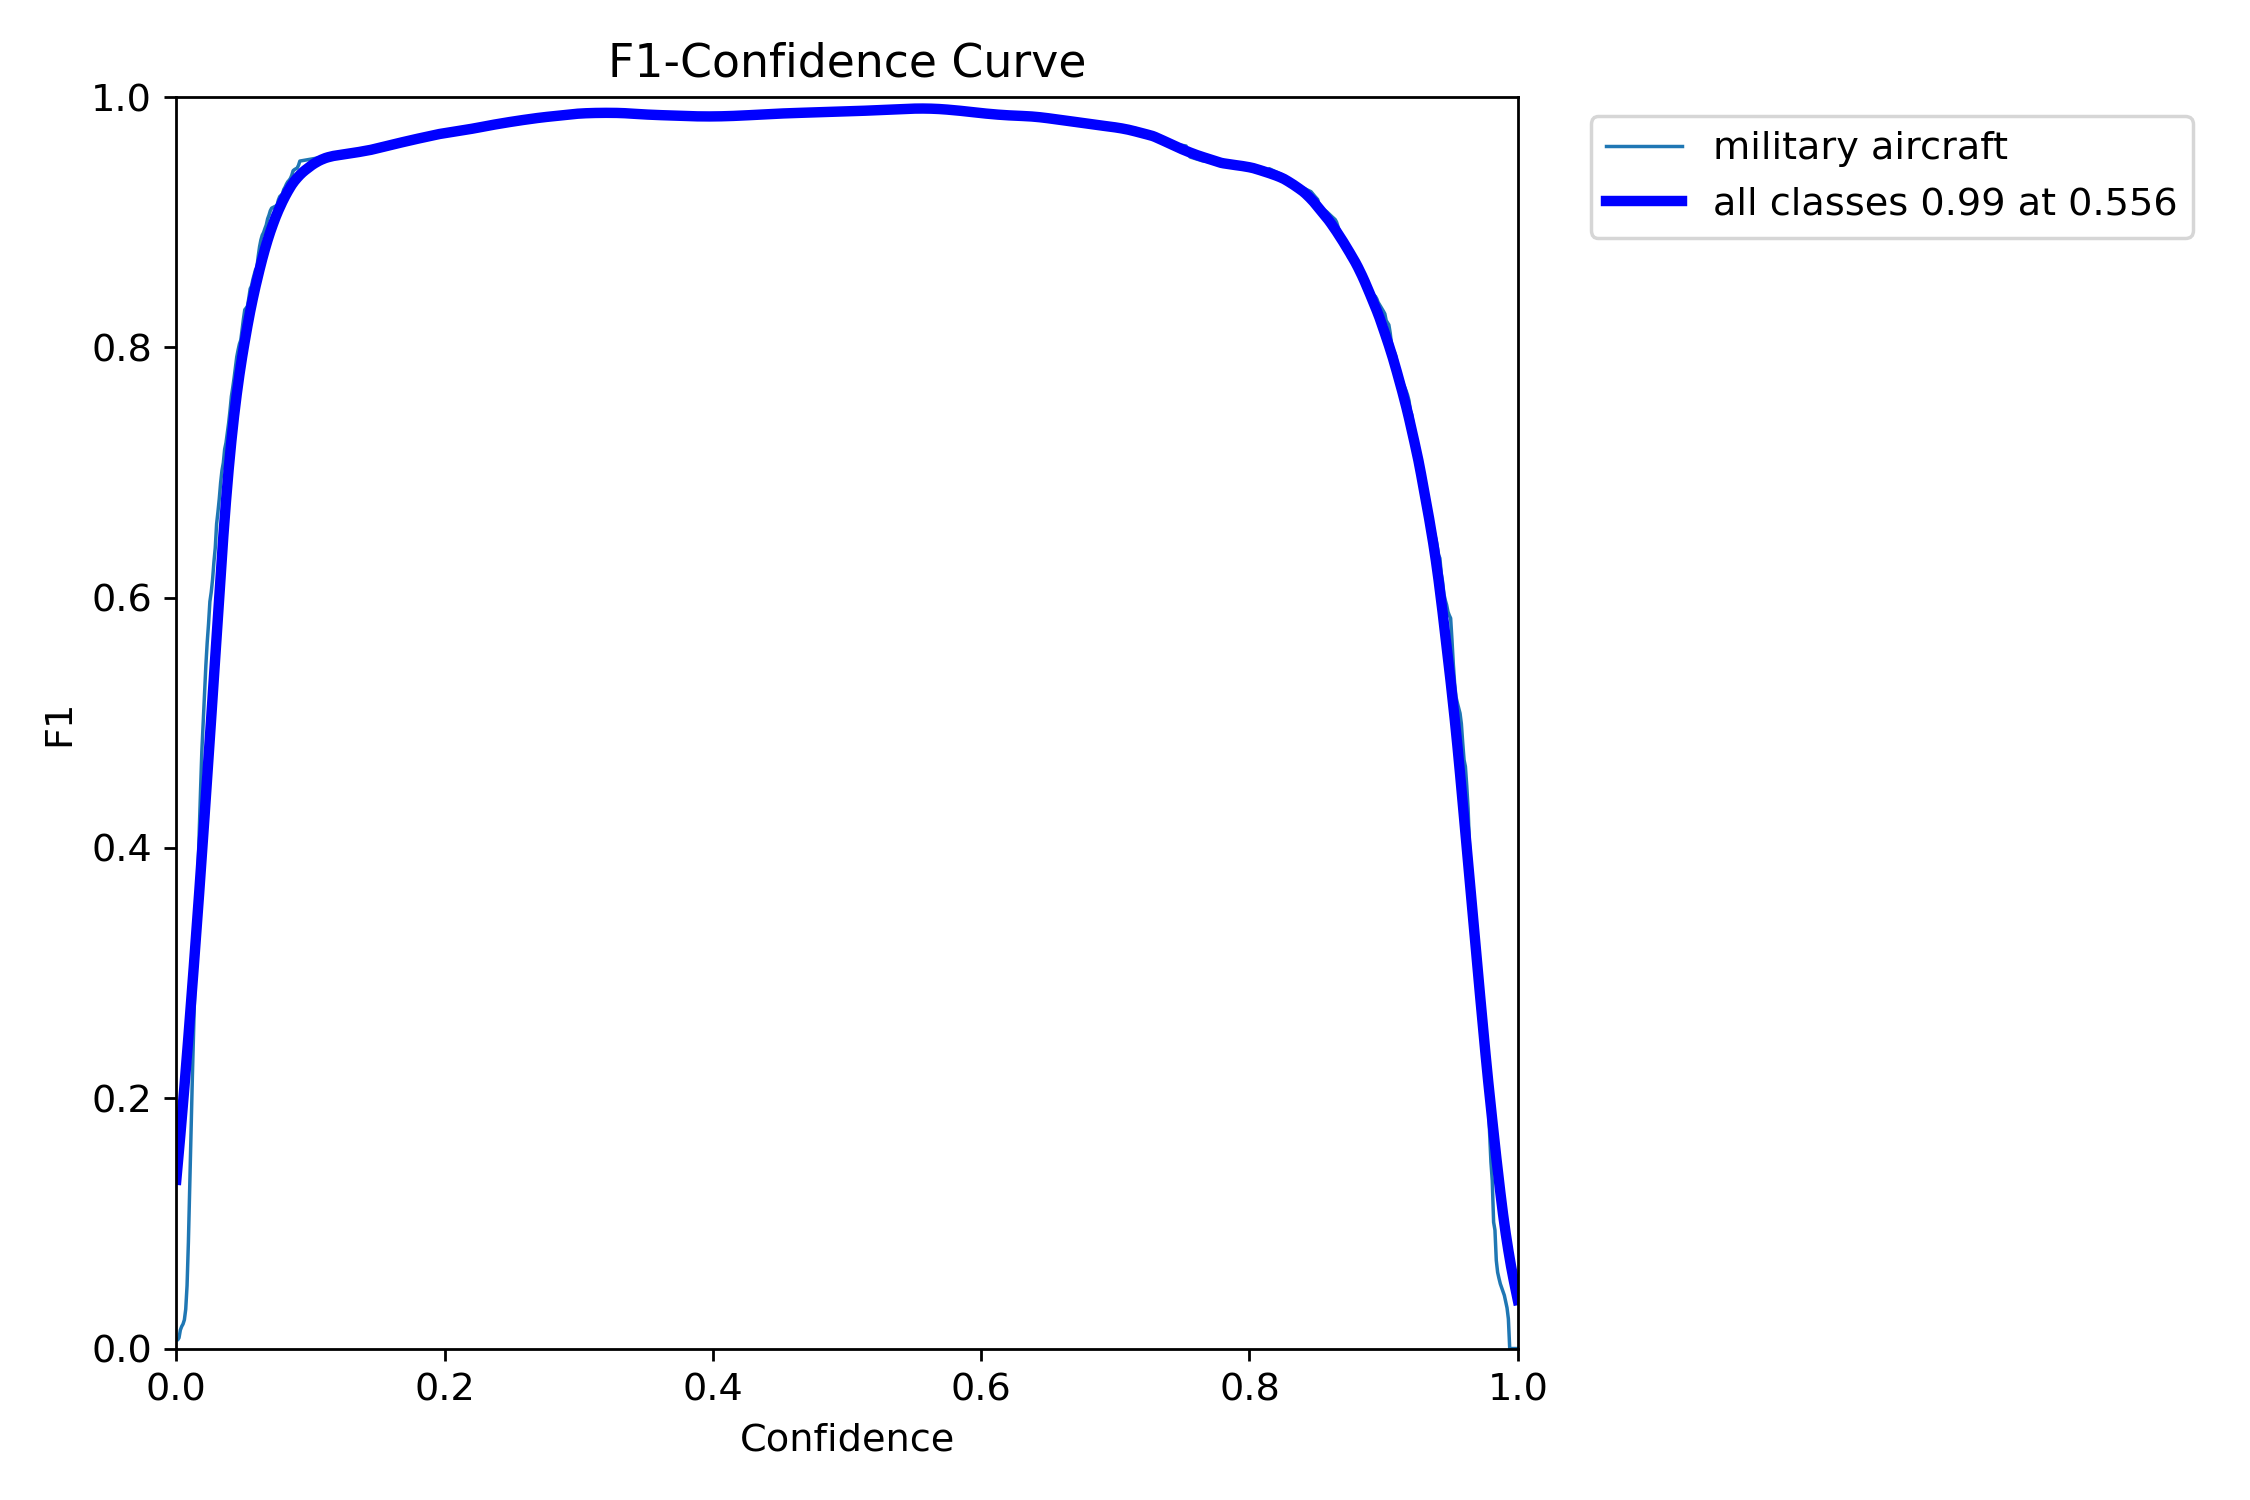 F1-Confidence Curve
military aircraft
all classes 0.99 at 0.556
F1
1.0
0.8
0.6
0.4
0.2
0.0
0.0 0.2 0.4 0.6 0.8 1.0
Confidence